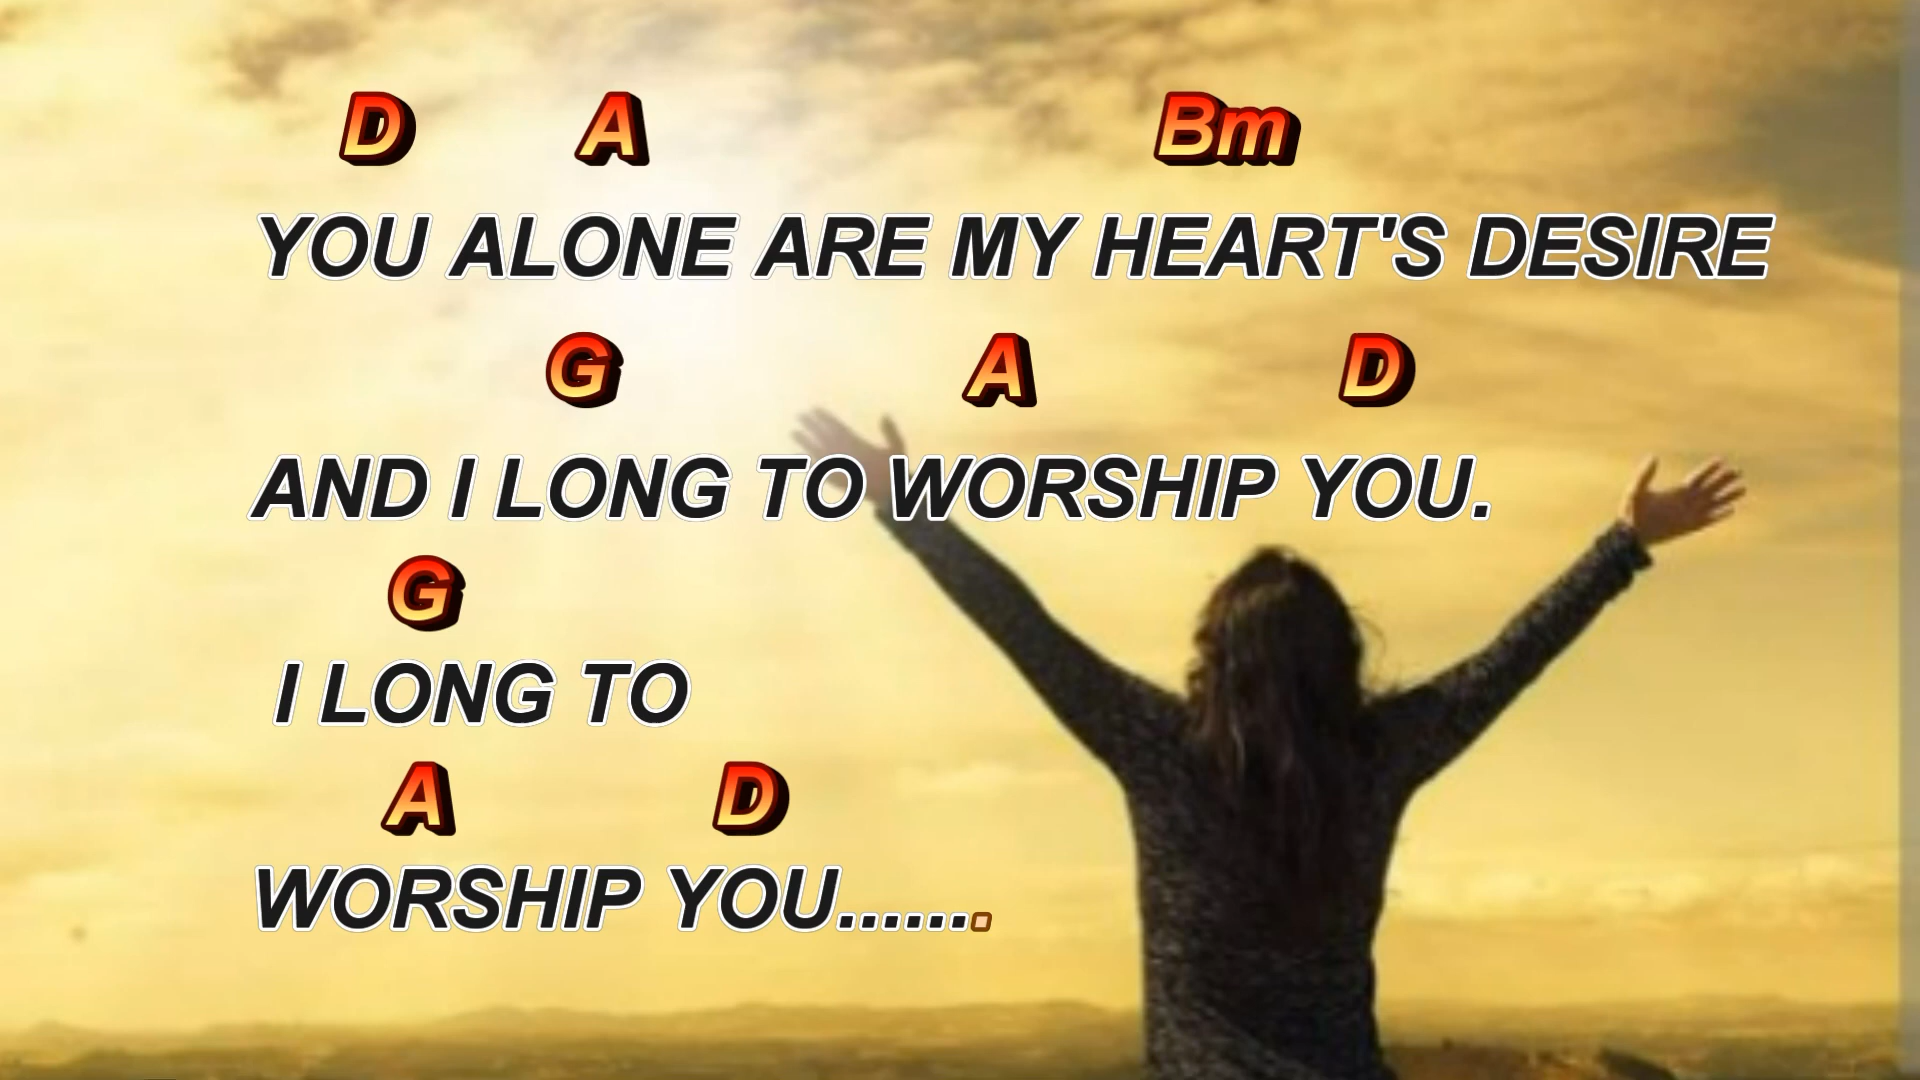 D A Bm
YOU ALONE ARE MY HEART'S DESIRE
G A D
AND I LONG TO WORSHIP YOU.
G
I LONG TO
A D
WORSHIP YOU.......